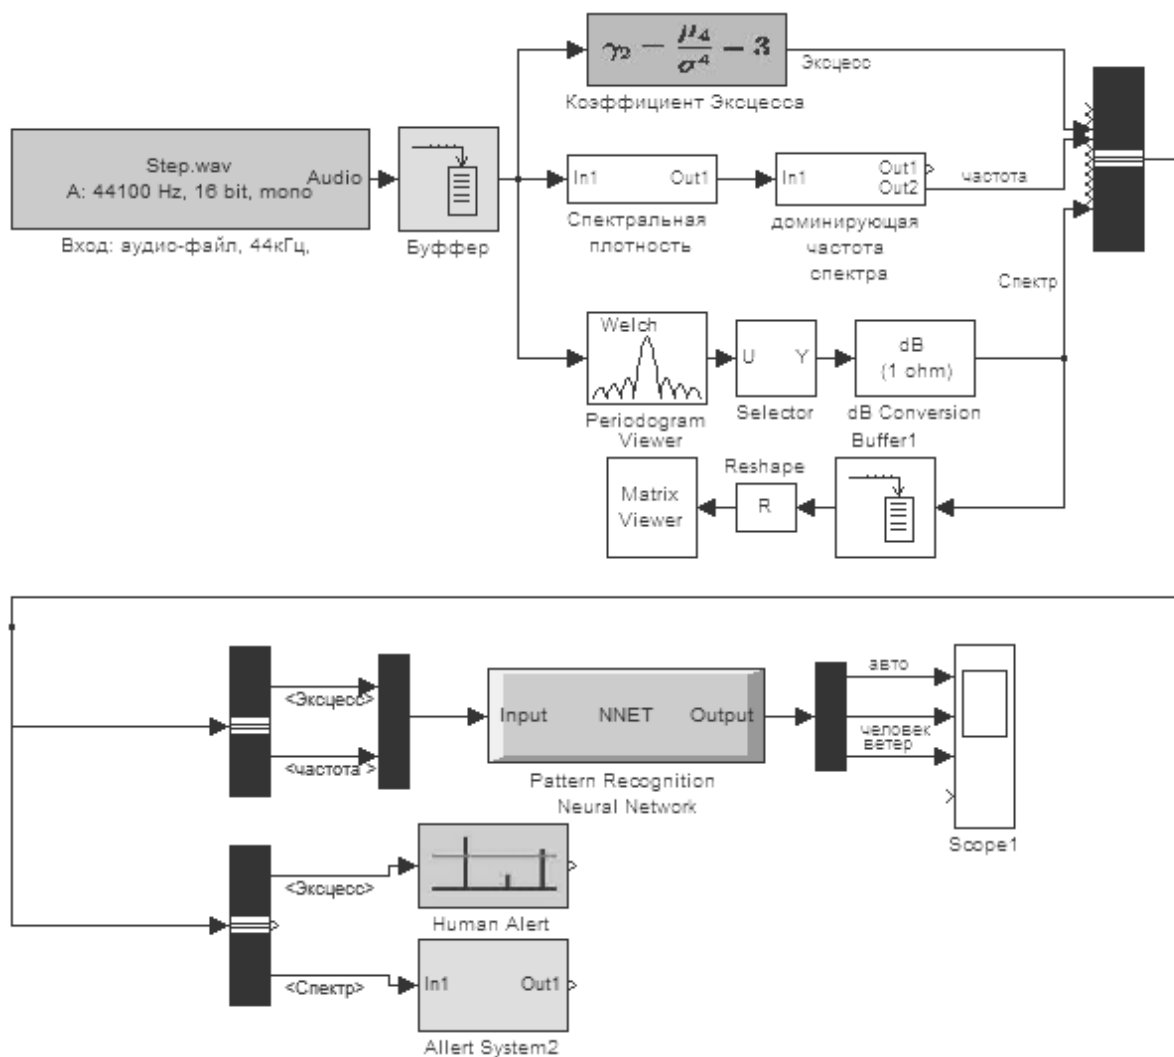 γ₂ = μ₄/σ⁴ − 3
Эксцесс
Коэффициент Эксцесса
Step.wav
A: 44100 Hz, 16 bit, mono
Audio
Вход: аудио-файл, 44кГц,
Буффер
In1 Out1
Спектральная
плотность
In1 Out1
Out2
доминирующая
частота
спектра
частота
Спектр
Welch
Periodogram
Viewer
U Y
Selector
dB
(1 ohm)
dB Conversion
Buffer1
Reshape
R
Matrix
Viewer
<Эксцесс>
<частота >
Input NNET Output
Pattern Recognition
Neural Network
авто
человек
ветер
Scope1
<Эксцесс>
Human Alert
<Спектр>
In1 Out1
Allert System2